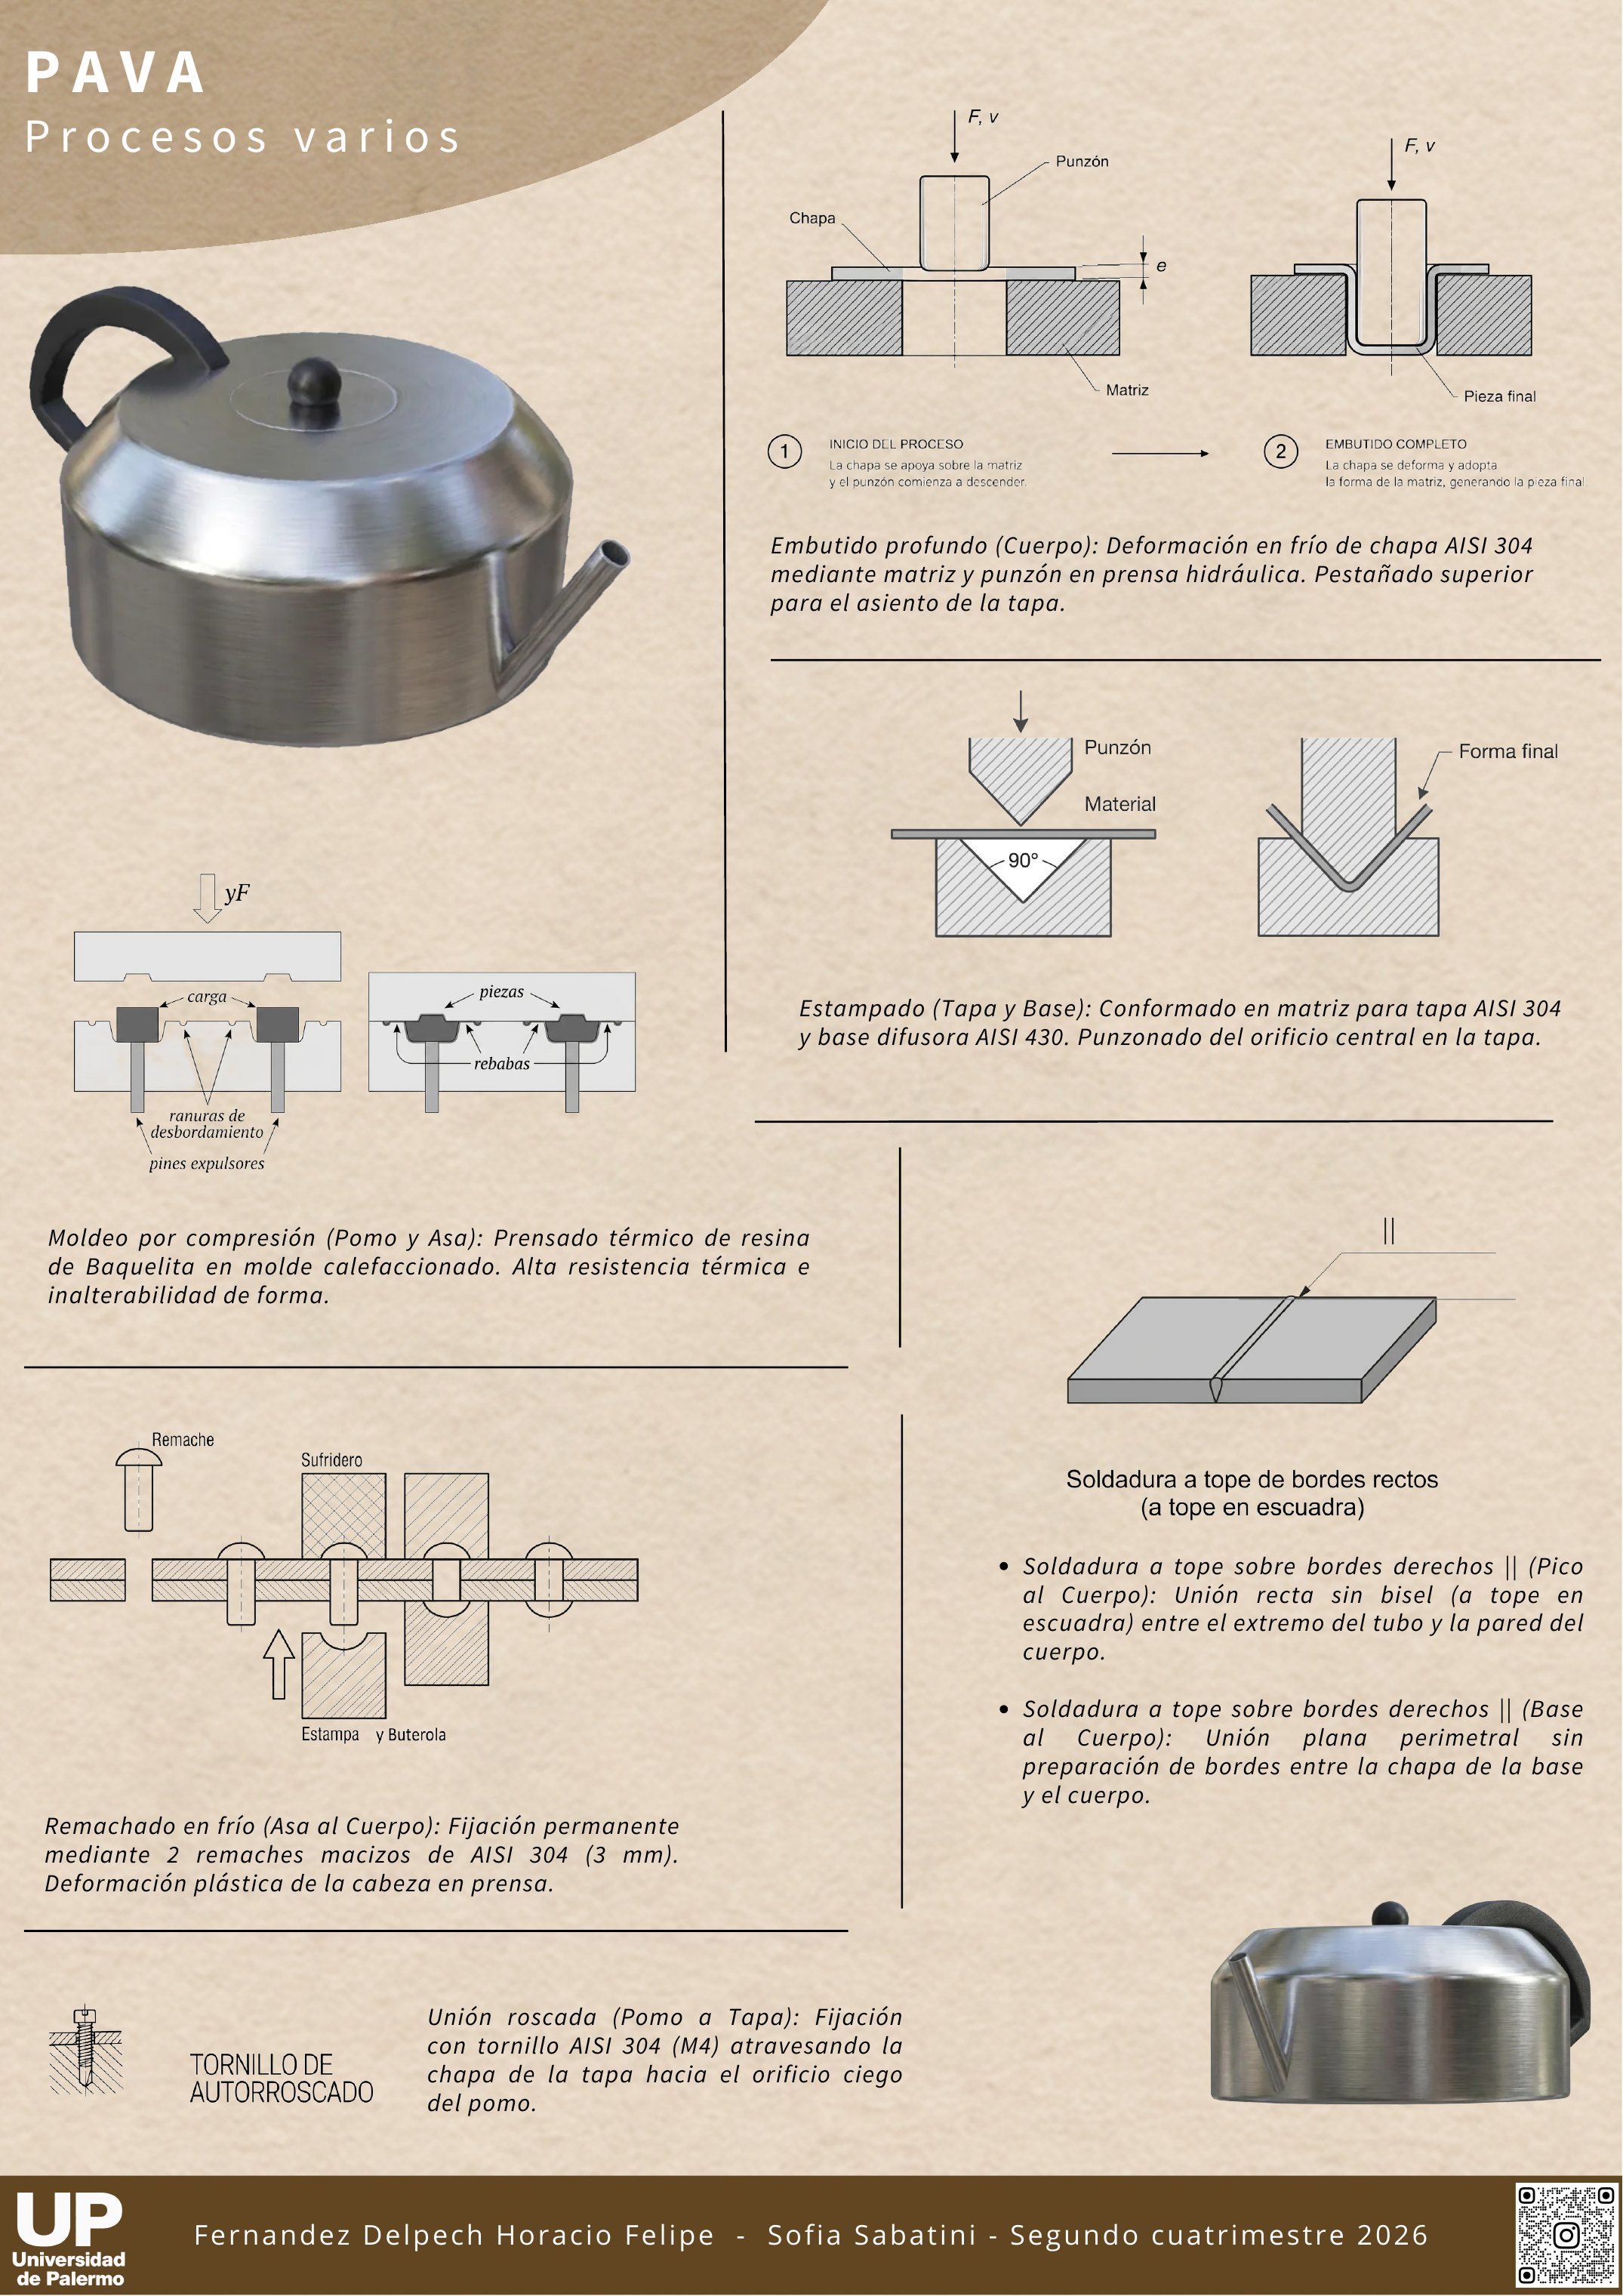 PAVA
Procesos varios
F, v
Punzón
Chapa
e
Matriz
F, v
Pieza final
1
INICIO DEL PROCESO
La chapa se apoya sobre la matriz
y el punzón comienza a descender.
2
EMBUTIDO COMPLETO
La chapa se deforma y adopta
la forma de la matriz, generando la pieza final.
Embutido profundo (Cuerpo): Deformación en frío de chapa AISI 304
mediante matriz y punzón en prensa hidráulica. Pestañado superior
para el asiento de la tapa.
Punzón
Material
90°
Forma final
Estampado (Tapa y Base): Conformado en matriz para tapa AISI 304
y base difusora AISI 430. Punzonado del orificio central en la tapa.
yF
carga
ranuras de
desbordamiento
pines expulsores
piezas
rebabas
Moldeo por compresión (Pomo y Asa): Prensado térmico de resina
de Baquelita en molde calefaccionado. Alta resistencia térmica e
inalterabilidad de forma.
||
Soldadura a tope de bordes rectos
(a tope en escuadra)
• Soldadura a tope sobre bordes derechos || (Pico
al Cuerpo): Unión recta sin bisel (a tope en
escuadra) entre el extremo del tubo y la pared del
cuerpo.
• Soldadura a tope sobre bordes derechos || (Base
al Cuerpo): Unión plana perimetral sin
preparación de bordes entre la chapa de la base
y el cuerpo.
Remache
Sufridero
Estampa y Buterola
Remachado en frío (Asa al Cuerpo): Fijación permanente
mediante 2 remaches macizos de AISI 304 (3 mm).
Deformación plástica de la cabeza en prensa.
TORNILLO DE
AUTORROSCADO
Unión roscada (Pomo a Tapa): Fijación
con tornillo AISI 304 (M4) atravesando la
chapa de la tapa hacia el orificio ciego
del pomo.
UP
Universidad
de Palermo
Fernandez Delpech Horacio Felipe - Sofia Sabatini - Segundo cuatrimestre 2026